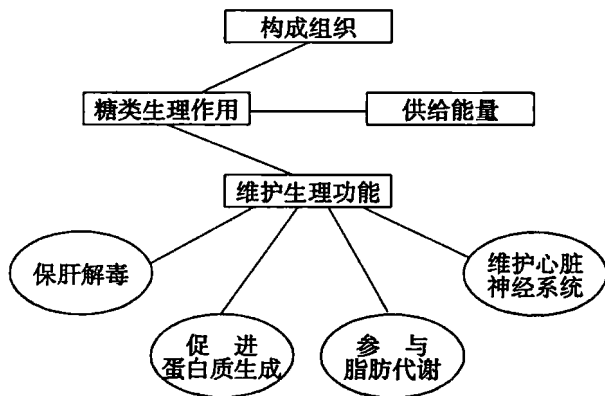 构成组织
糖类生理作用
供给能量
维护生理功能
保肝解毒
维护心脏
神经系统
促 进
蛋白质生成
参 与
脂肪代谢